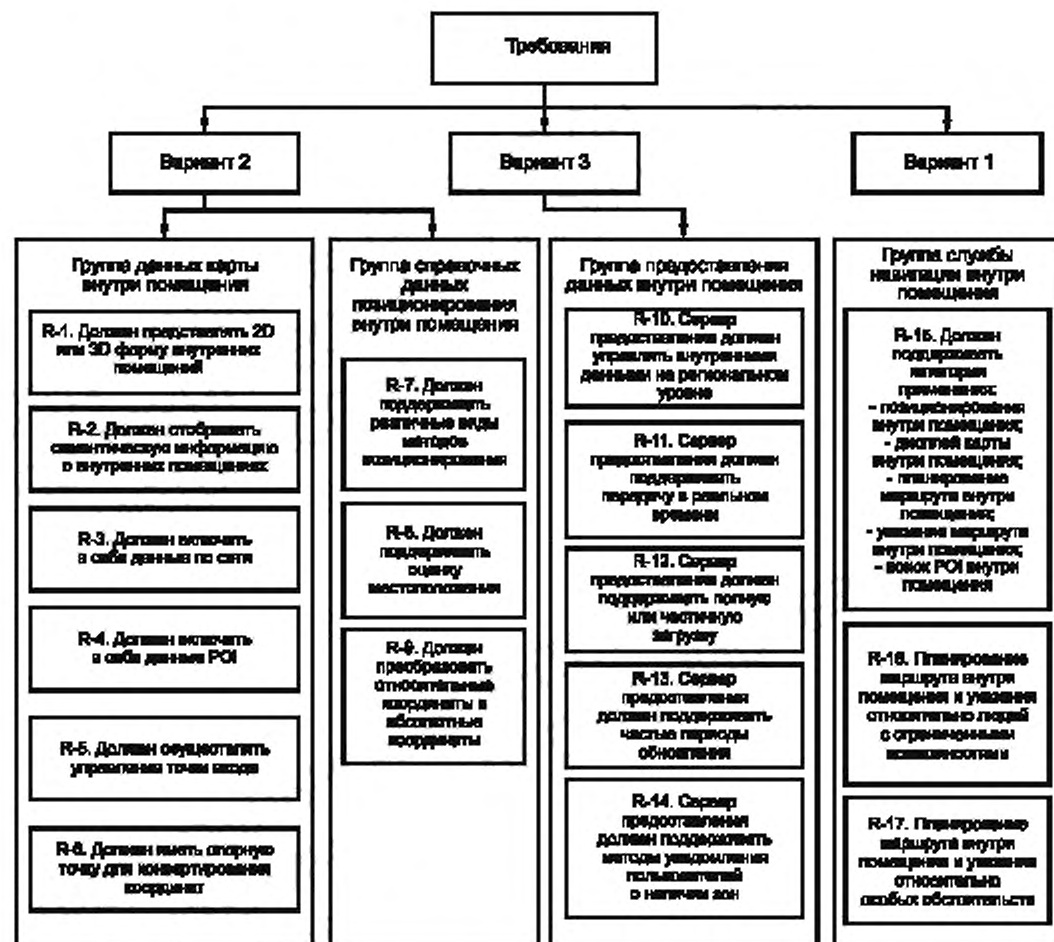 Требования
Вариант 2
Вариант 3
Вариант 1
Группа данных карты
внутри помещения
R-1. Должен представлять 2D
или 3D форму внутренних
помещений
R-2. Должен отображать
семантическую информацию
о внутренних помещениях
R-3. Должен включать
в себя данные по сети
R-4. Должен включать
в себя данные POI
R-5. Должен осуществлять
управление точек входа
R-6. Должен иметь опорную
точку для конвертирования
координат
Группа справочных
данных
позиционирования
внутри помещения
R-7. Должен
поддерживать
различные виды
методов
позиционирования
R-8. Должен
поддерживать
оценку
местоположения
R-9. Должен
преобразовать
относительные
координаты в
абсолютные
координаты
Группа предоставления
данных внутри помещения
R-10. Сервер
предоставления должен
управлять внутренними
данными на региональном
уровне
R-11. Сервер
предоставления должен
поддерживать
передачу в реальном
времени
R-12. Сервер
предоставления должен
поддерживать полную
или частичную
загрузку
R-13. Сервер
предоставления
должен поддерживать
частые периоды
обновления
R-14. Сервер
предоставления
должен поддерживать
методы уведомления
пользователей
о наличии зон
Группа службы
навигации внутри
помещения
R-15. Должен
поддерживать
категории
применения:
- позиционирования
внутри помещения;
- дисплей карты
внутри помещения;
- планирование
маршрута внутри
помещения;
- указания маршрута
внутри помещения;
- поиск POI внутри
помещения
R-16. Планирование
маршрута внутри
помещения и указания
относительно людей
с ограниченными
возможностями
R-17. Планирование
маршрута внутри
помещения и указания
относительно
особых обстоятельств